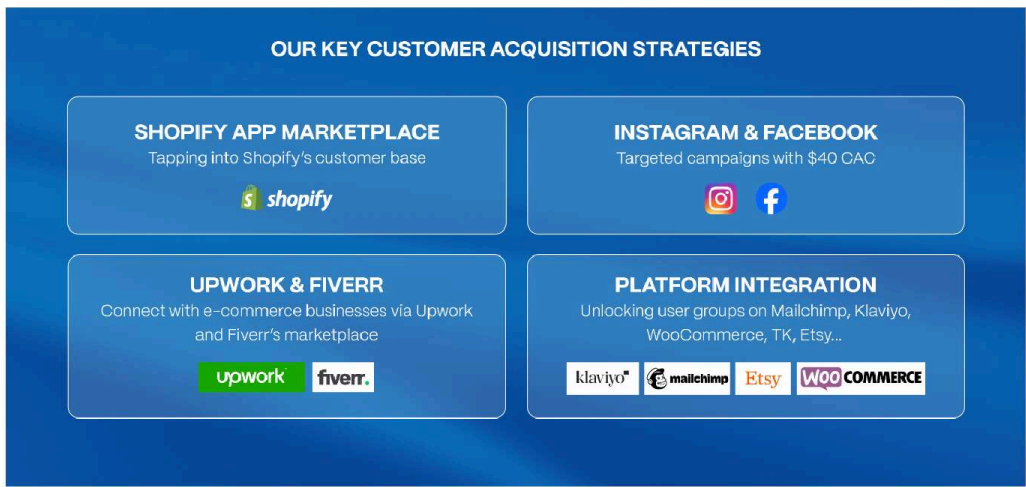 OUR KEY CUSTOMER ACQUISITION STRATEGIES
SHOPIFY APP MARKETPLACE
Tapping into Shopify's customer base
shopify
INSTAGRAM & FACEBOOK
Targeted campaigns with $40 CAC
UPWORK & FIVERR
Connect with e-commerce businesses via Upwork
and Fiverr's marketplace
upwork
fiverr.
PLATFORM INTEGRATION
Unlocking user groups on Mailchimp, Klaviyo,
WooCommerce, TK, Etsy...
klaviyo
mailchimp
Etsy
WOO COMMERCE